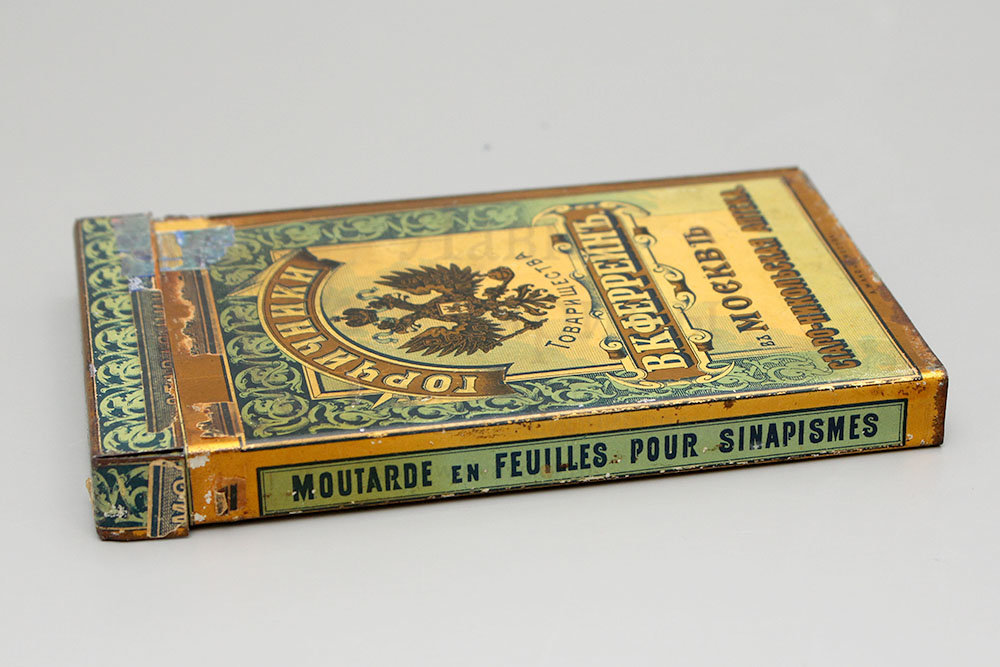 ГОРЧИЧНИКИ
ТОВАРИЩЕСТВА
В.К.ФЕРРЕИНЪ
ВЪ МОСКВѢ
СТАРО-НИКОЛЬСКАЯ АПТЕКА
MOUTARDE EN FEUILLES POUR SINAPISMES